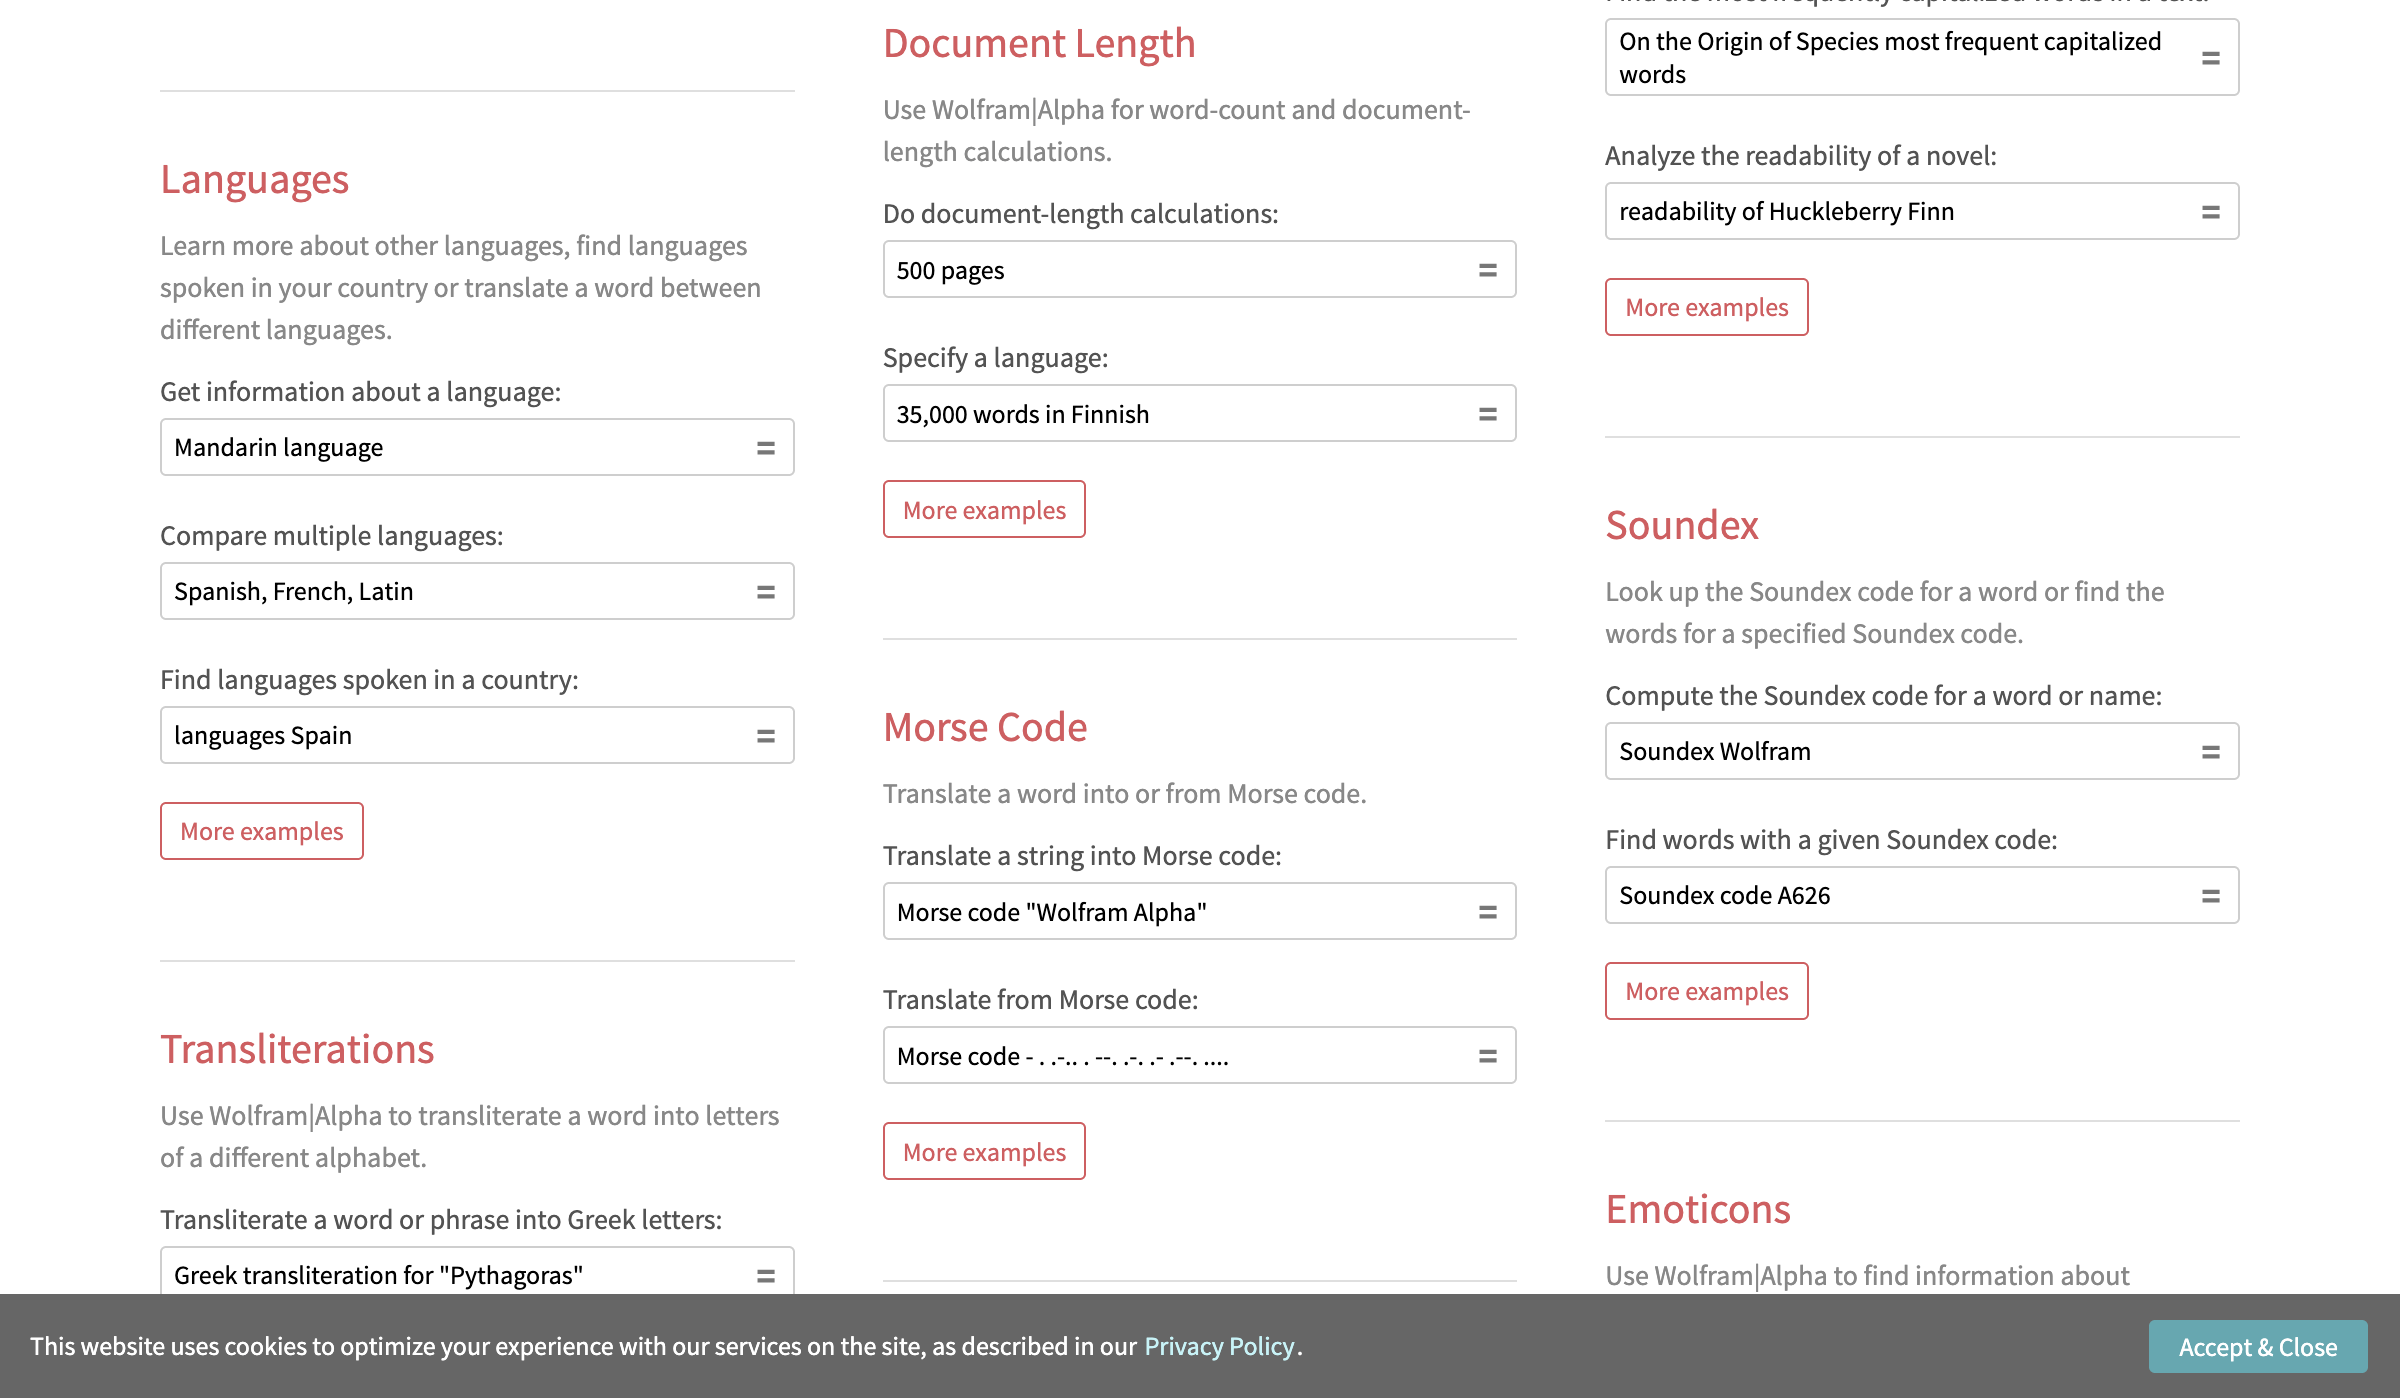 Languages
Learn more about other languages, find languages
spoken in your country or translate a word between
different languages.
Get information about a language:
Mandarin language
=
Compare multiple languages:
Spanish, French, Latin
=
Find languages spoken in a country:
languages Spain
=
More examples
Transliterations
Use Wolfram|Alpha to transliterate a word into letters
of a different alphabet.
Transliterate a word or phrase into Greek letters:
Greek transliteration for "Pythagoras"
=
Document Length
Use Wolfram|Alpha for word-count and document-
length calculations.
Do document-length calculations:
500 pages
=
Specify a language:
35,000 words in Finnish
=
More examples
Morse Code
Translate a word into or from Morse code.
Translate a string into Morse code:
Morse code "Wolfram Alpha"
=
Translate from Morse code:
Morse code - . .-.. . --. .-. .- .--. ....
=
More examples
Find the most frequently capitalized words in a text:
On the Origin of Species most frequent capitalized
words
=
Analyze the readability of a novel:
readability of Huckleberry Finn
=
More examples
Soundex
Look up the Soundex code for a word or find the
words for a specified Soundex code.
Compute the Soundex code for a word or name:
Soundex Wolfram
=
Find words with a given Soundex code:
Soundex code A626
=
More examples
Emoticons
Use Wolfram|Alpha to find information about
This website uses cookies to optimize your experience with our services on the site, as described in our Privacy Policy.
Accept & Close